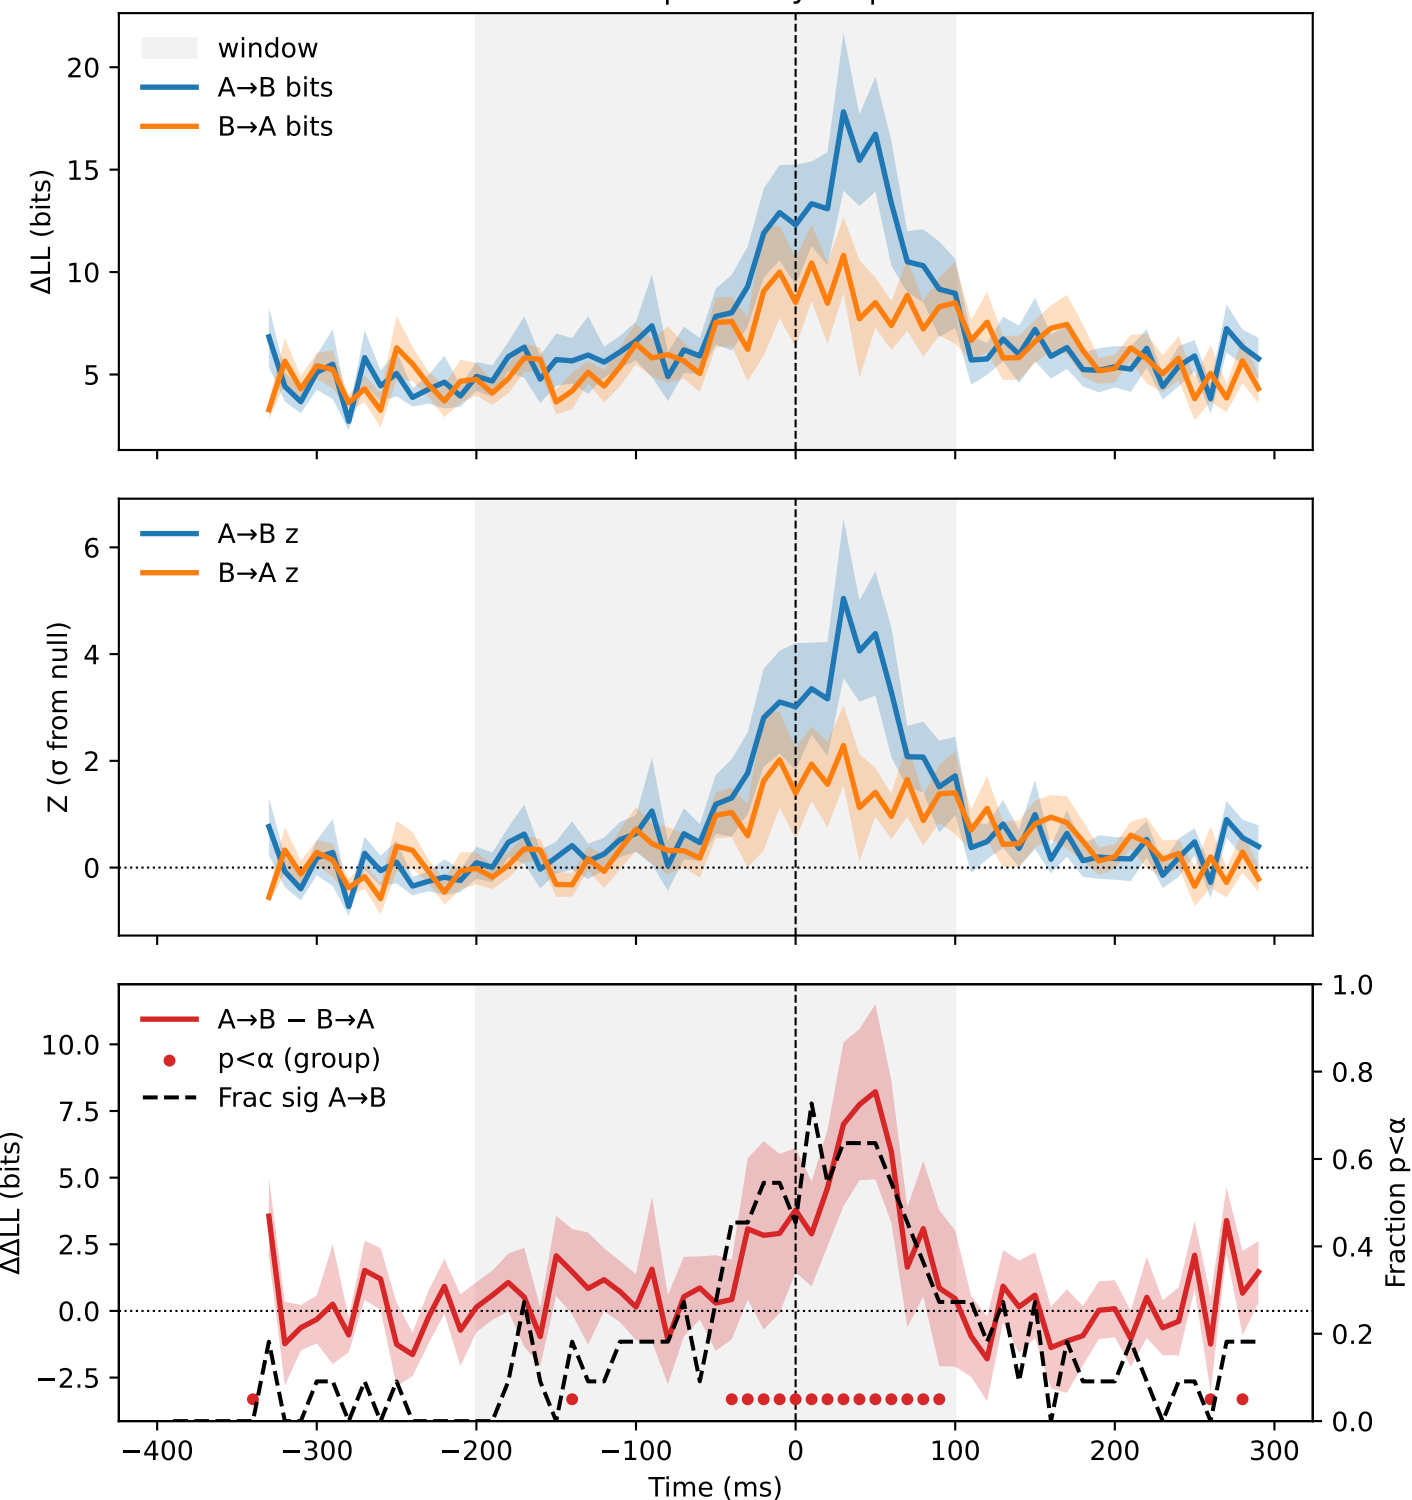 20
15
10
5
ΔLL (bits)
window
A→B bits
B→A bits
6
4
2
0
Z (σ from null)
A→B z
B→A z
10.0
7.5
5.0
2.5
0.0
−2.5
ΔΔLL (bits)
A→B − B→A
p<α (group)
Frac sig A→B
1.0
0.8
0.6
0.4
0.2
0.0
Fraction p<α
−400 −300 −200 −100 0 100 200 300
Time (ms)